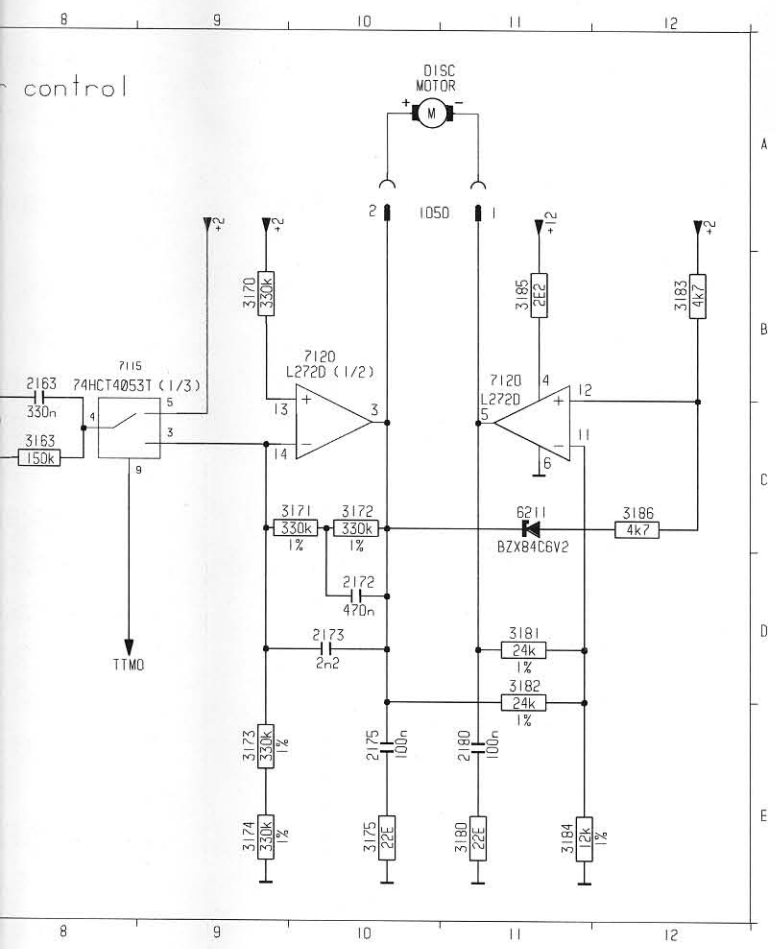 8 9 10 11 12
control
DISC
MOTOR
+ M -
A
2 1050 1
+2 +2 +12 +2
3170 330k
3185 2E2
3183 4k7
B
7115
74HCT4053T (1/3)
7120
L272D (1/2)
7120
L272D
2163
330n
4 5 3 9
13 + 3
14 -
4 12 +
5
11 -
6
3163
150k
C
3171
330k
1%
3172
330k
1%
6211
BZX84C6V2
3186
4k7
2172
470n
D
2173
2n2
3181
24k
1%
3182
24k
1%
TTM0
3173 330k 1%
2175 100n
2180 100n
E
3174 330k 1%
3175 22E
3180 22E
3184 12k 1%
8 9 10 11 12